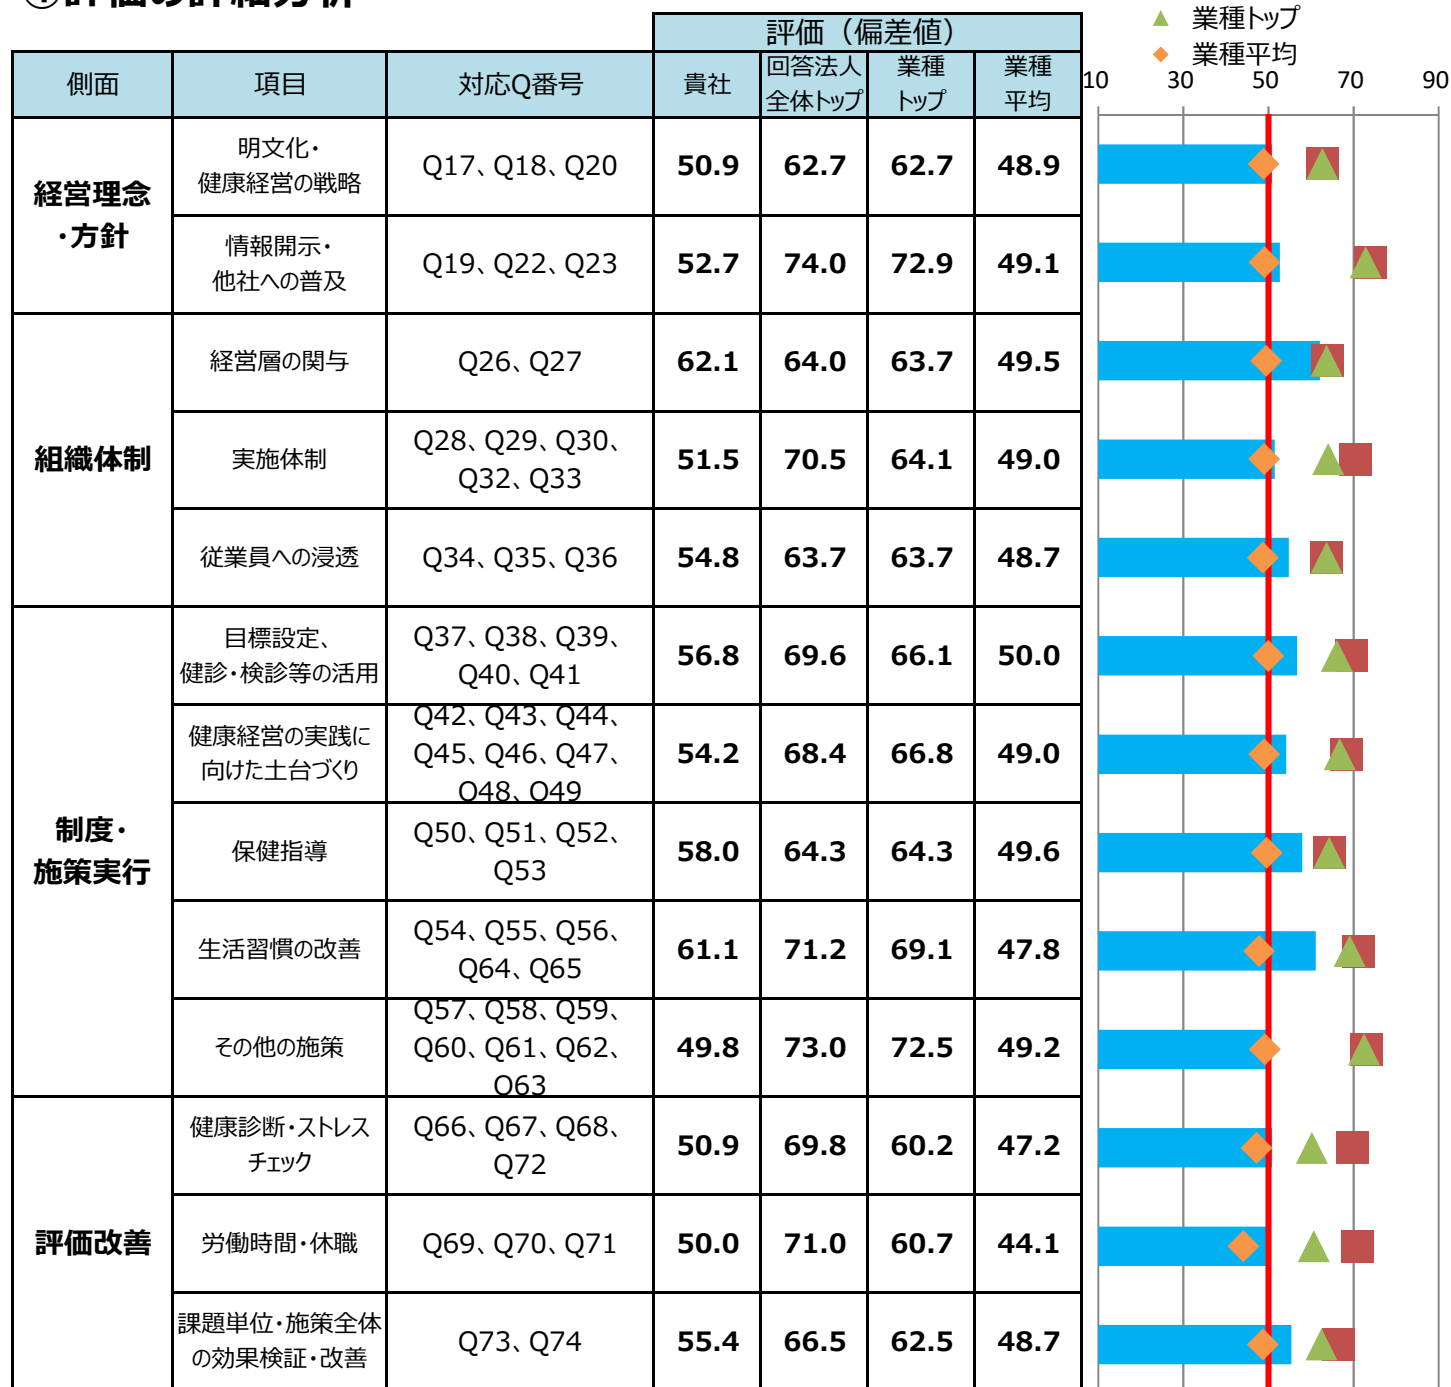 ①評価の詳細分析
業種トップ
業種平均
評価（偏差値）
側面 項目 対応Q番号 貴社 回答法人 全体トップ 業種 トップ 業種 平均
10 30 50 70 90
経営理念
・方針
明文化・
健康経営の戦略
Q17、Q18、Q20
50.9 62.7 62.7 48.9
情報開示・
他社への普及
Q19、Q22、Q23
52.7 74.0 72.9 49.1
組織体制
経営層の関与
Q26、Q27
62.1 64.0 63.7 49.5
実施体制
Q28、Q29、Q30、
Q32、Q33
51.5 70.5 64.1 49.0
従業員への浸透
Q34、Q35、Q36
54.8 63.7 63.7 48.7
制度・
施策実行
目標設定、
健診・検診等の活用
Q37、Q38、Q39、
Q40、Q41
56.8 69.6 66.1 50.0
健康経営の実践に
向けた土台づくり
Q42、Q43、Q44、
Q45、Q46、Q47、
Q48、Q49
54.2 68.4 66.8 49.0
保健指導
Q50、Q51、Q52、
Q53
58.0 64.3 64.3 49.6
生活習慣の改善
Q54、Q55、Q56、
Q64、Q65
61.1 71.2 69.1 47.8
その他の施策
Q57、Q58、Q59、
Q60、Q61、Q62、
Q63
49.8 73.0 72.5 49.2
評価改善
健康診断・ストレス
チェック
Q66、Q67、Q68、
Q72
50.9 69.8 60.2 47.2
労働時間・休職
Q69、Q70、Q71
50.0 71.0 60.7 44.1
課題単位・施策全体
の効果検証・改善
Q73、Q74
55.4 66.5 62.5 48.7